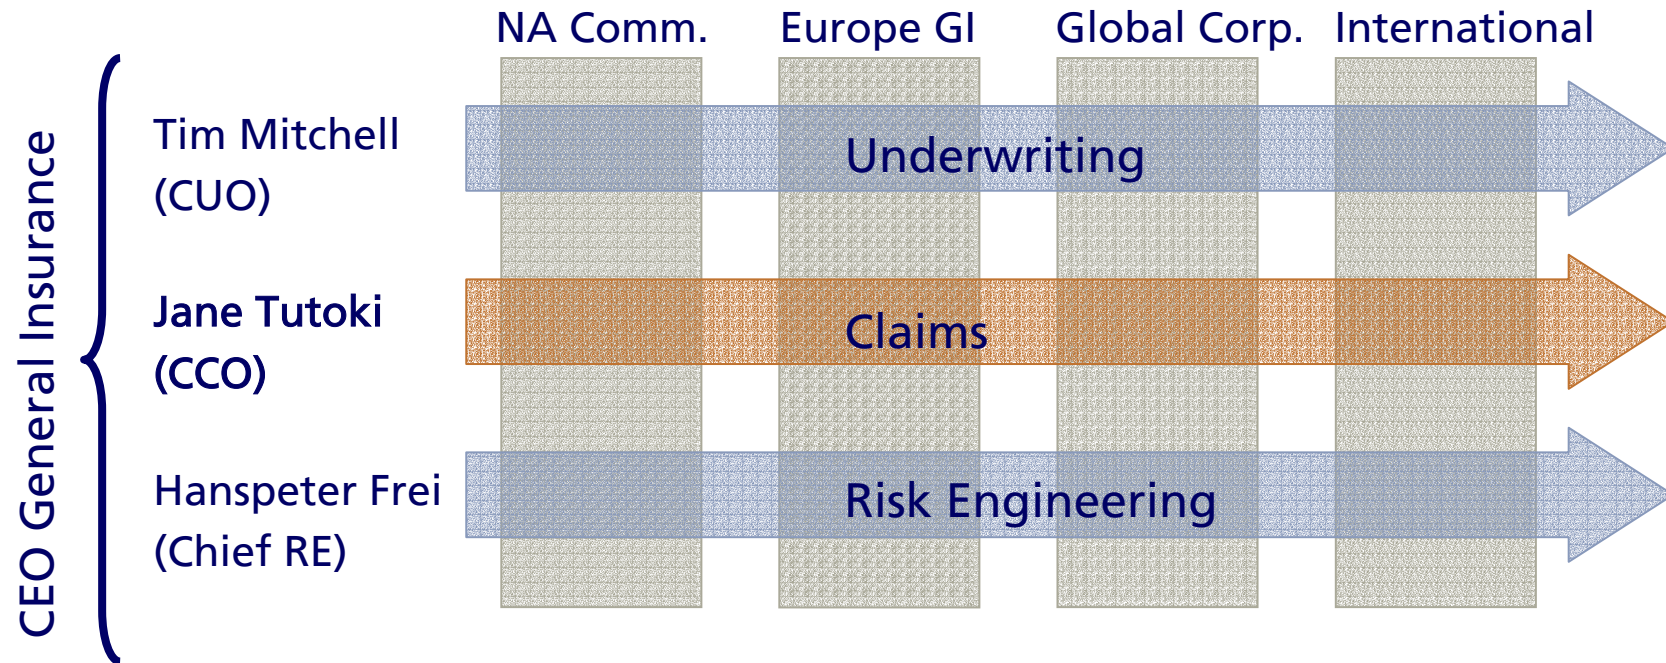 NA Comm. Europe GI Global Corp. International
CEO General Insurance
Tim Mitchell
(CUO)
Underwriting
Jane Tutoki
(CCO)
Claims
Hanspeter Frei
(Chief RE)
Risk Engineering